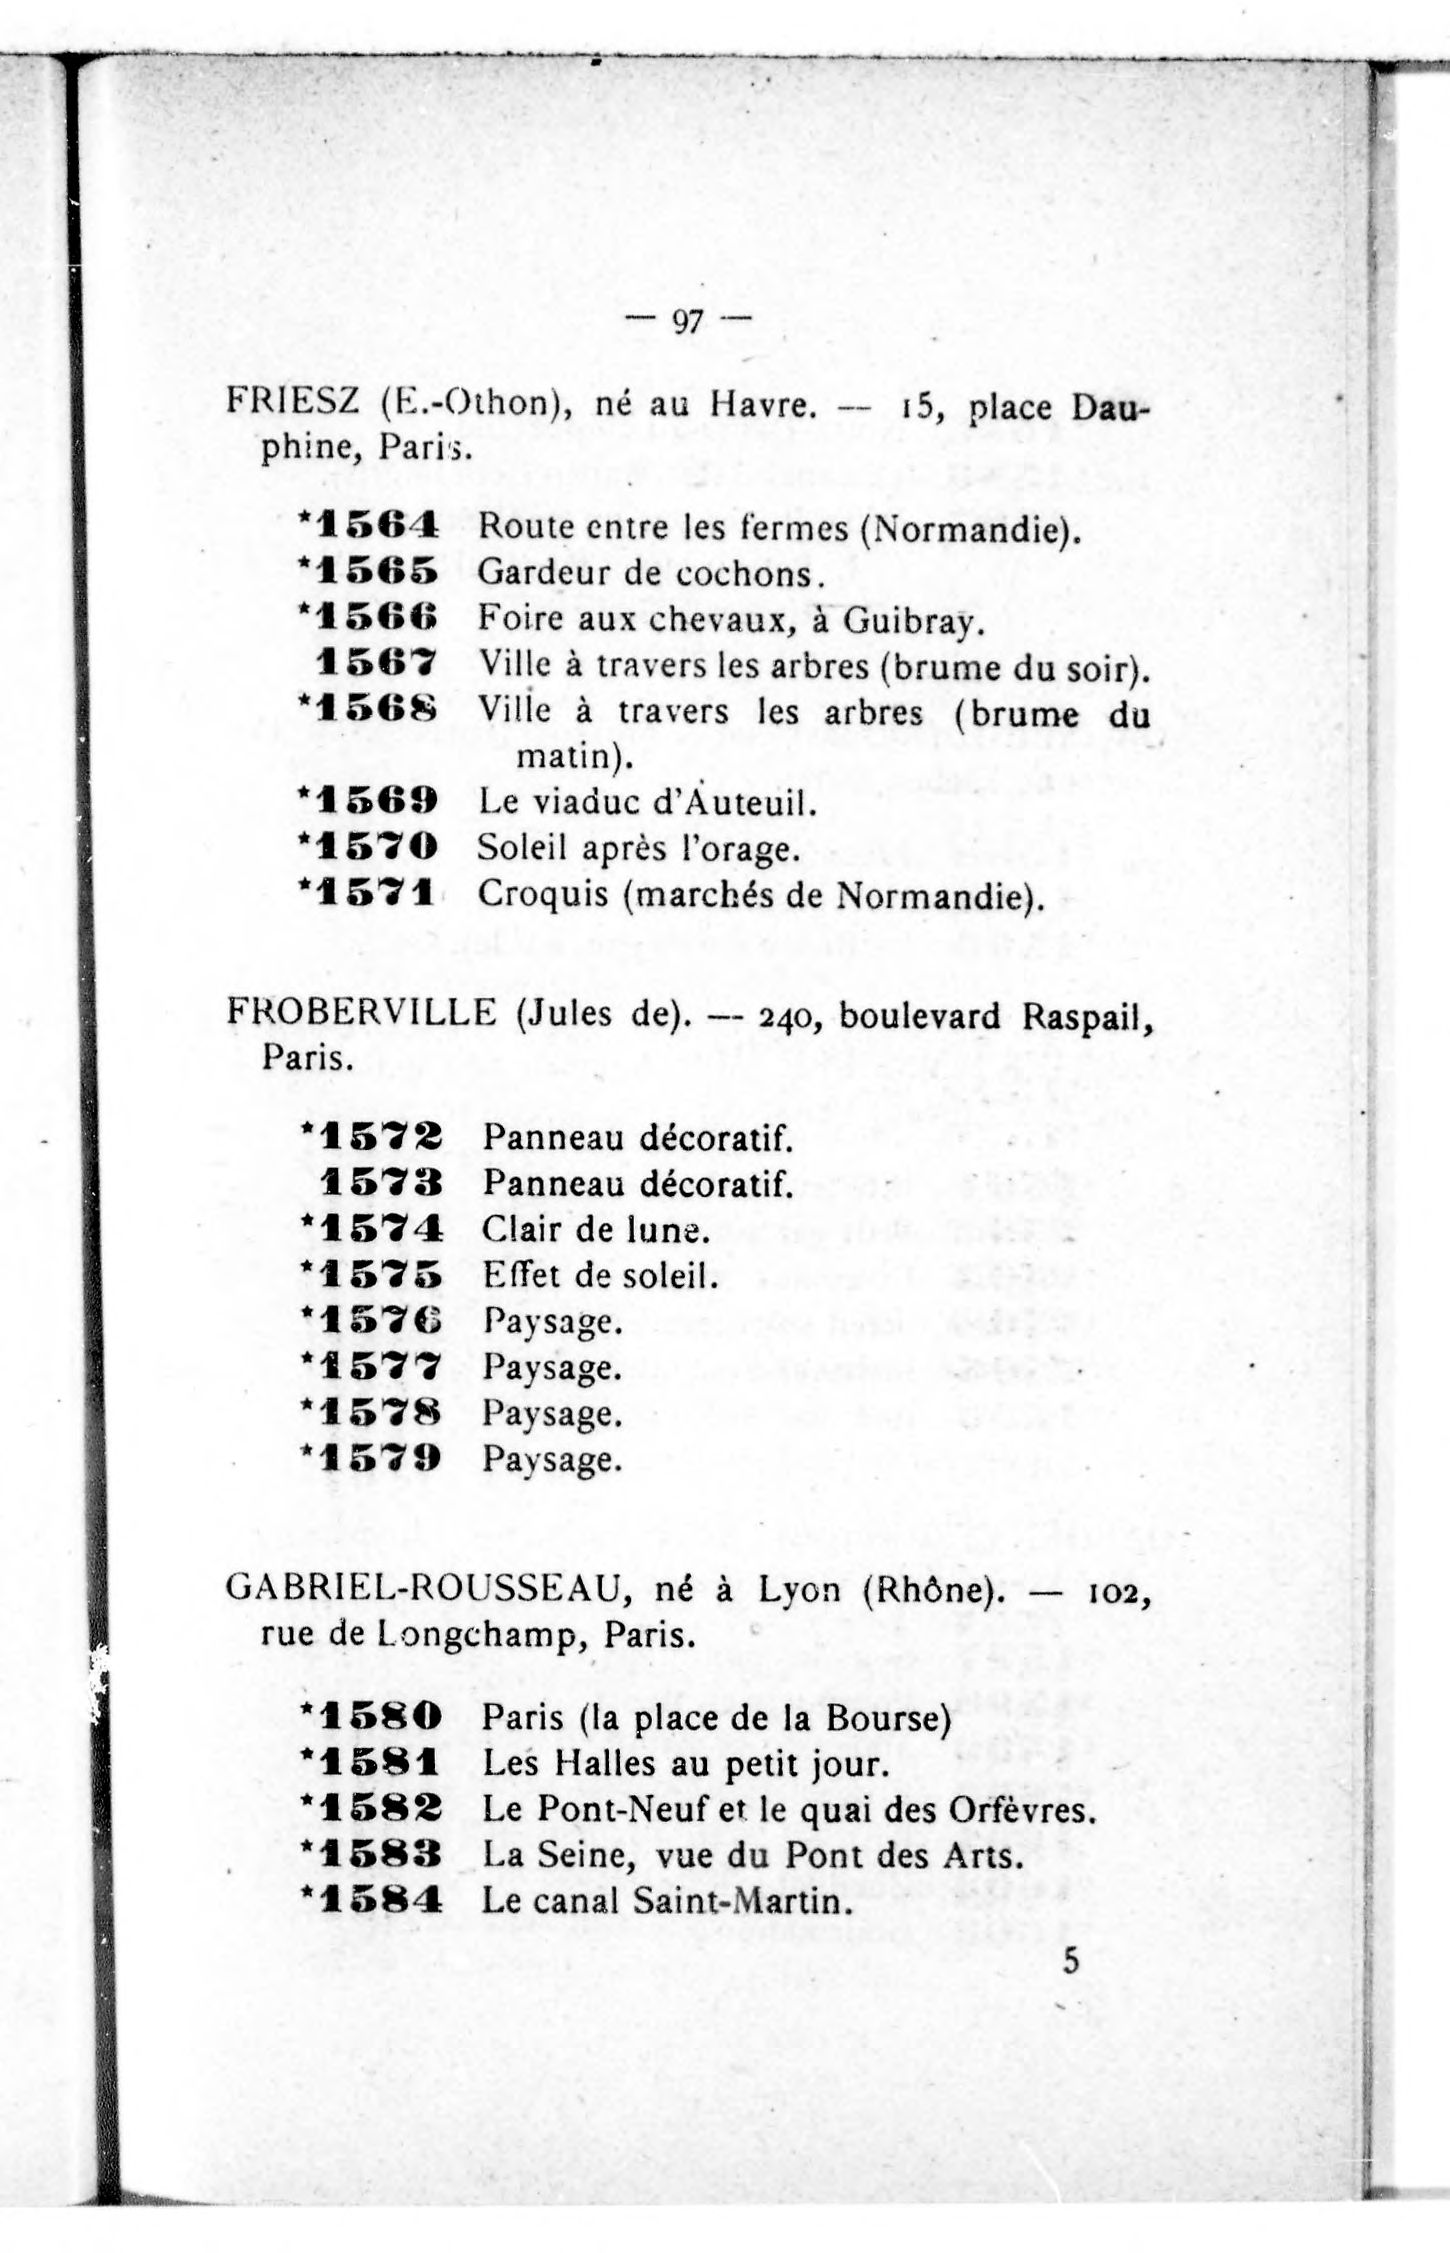 — 97 —
FRIESZ (E.-Othon), né au Havre. — 15, place Dau-
phine, Paris.
*1564 Route entre les fermes (Normandie).
*1565 Gardeur de cochons.
*1566 Foire aux chevaux, à Guibray.
1567 Ville à travers les arbres (brume du soir).
*1568 Ville à travers les arbres (brume du
matin).
*1569 Le viaduc d'Auteuil.
*1570 Soleil après l'orage.
*1571 Croquis (marchés de Normandie).
FROBERVILLE (Jules de). — 240, boulevard Raspail,
Paris.
*1572 Panneau décoratif.
1573 Panneau décoratif.
*1574 Clair de lune.
*1575 Effet de soleil.
*1576 Paysage.
*1577 Paysage.
*1578 Paysage.
*1579 Paysage.
GABRIEL-ROUSSEAU, né à Lyon (Rhône). — 102,
rue de Longchamp, Paris.
*1580 Paris (la place de la Bourse)
*1581 Les Halles au petit jour.
*1582 Le Pont-Neuf et le quai des Orfèvres.
*1583 La Seine, vue du Pont des Arts.
*1584 Le canal Saint-Martin.
5